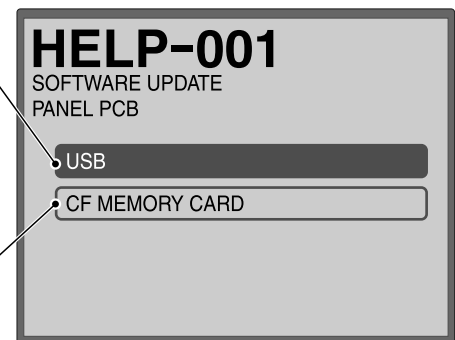 HELP-001
SOFTWARE UPDATE
PANEL PCB
USB
CF MEMORY CARD